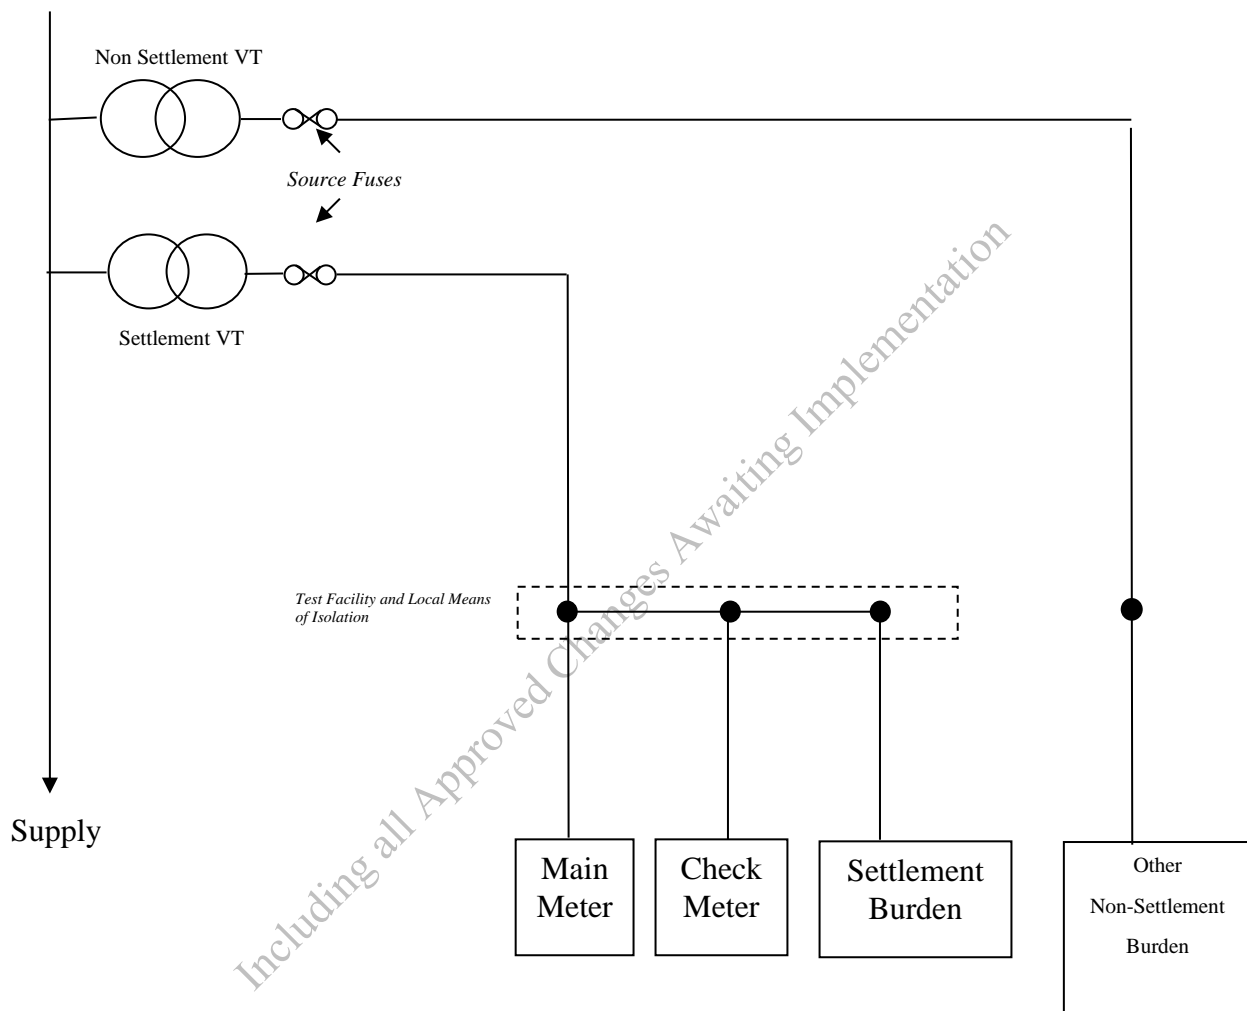 Non Settlement VT
Source Fuses
Settlement VT
Including all Approved Changes Awaiting Implementation
Test Facility and Local Means
of Isolation
Supply
Main
Meter
Check
Meter
Settlement
Burden
Other
Non-Settlement
Burden